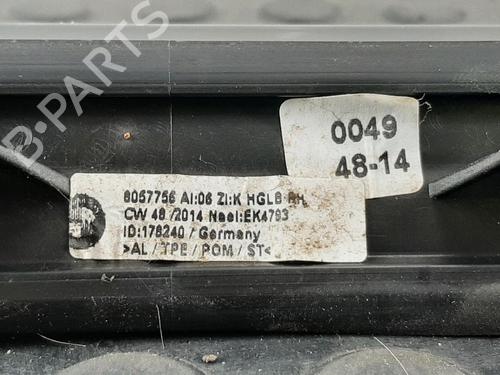 B-PARTS
0049
48-14
8057756 AI:06 ZI:K HGLB RH
CW 48 /2014 Nael:EK4793
ID:178240 / Germany
>AL / TPE / POM / ST<